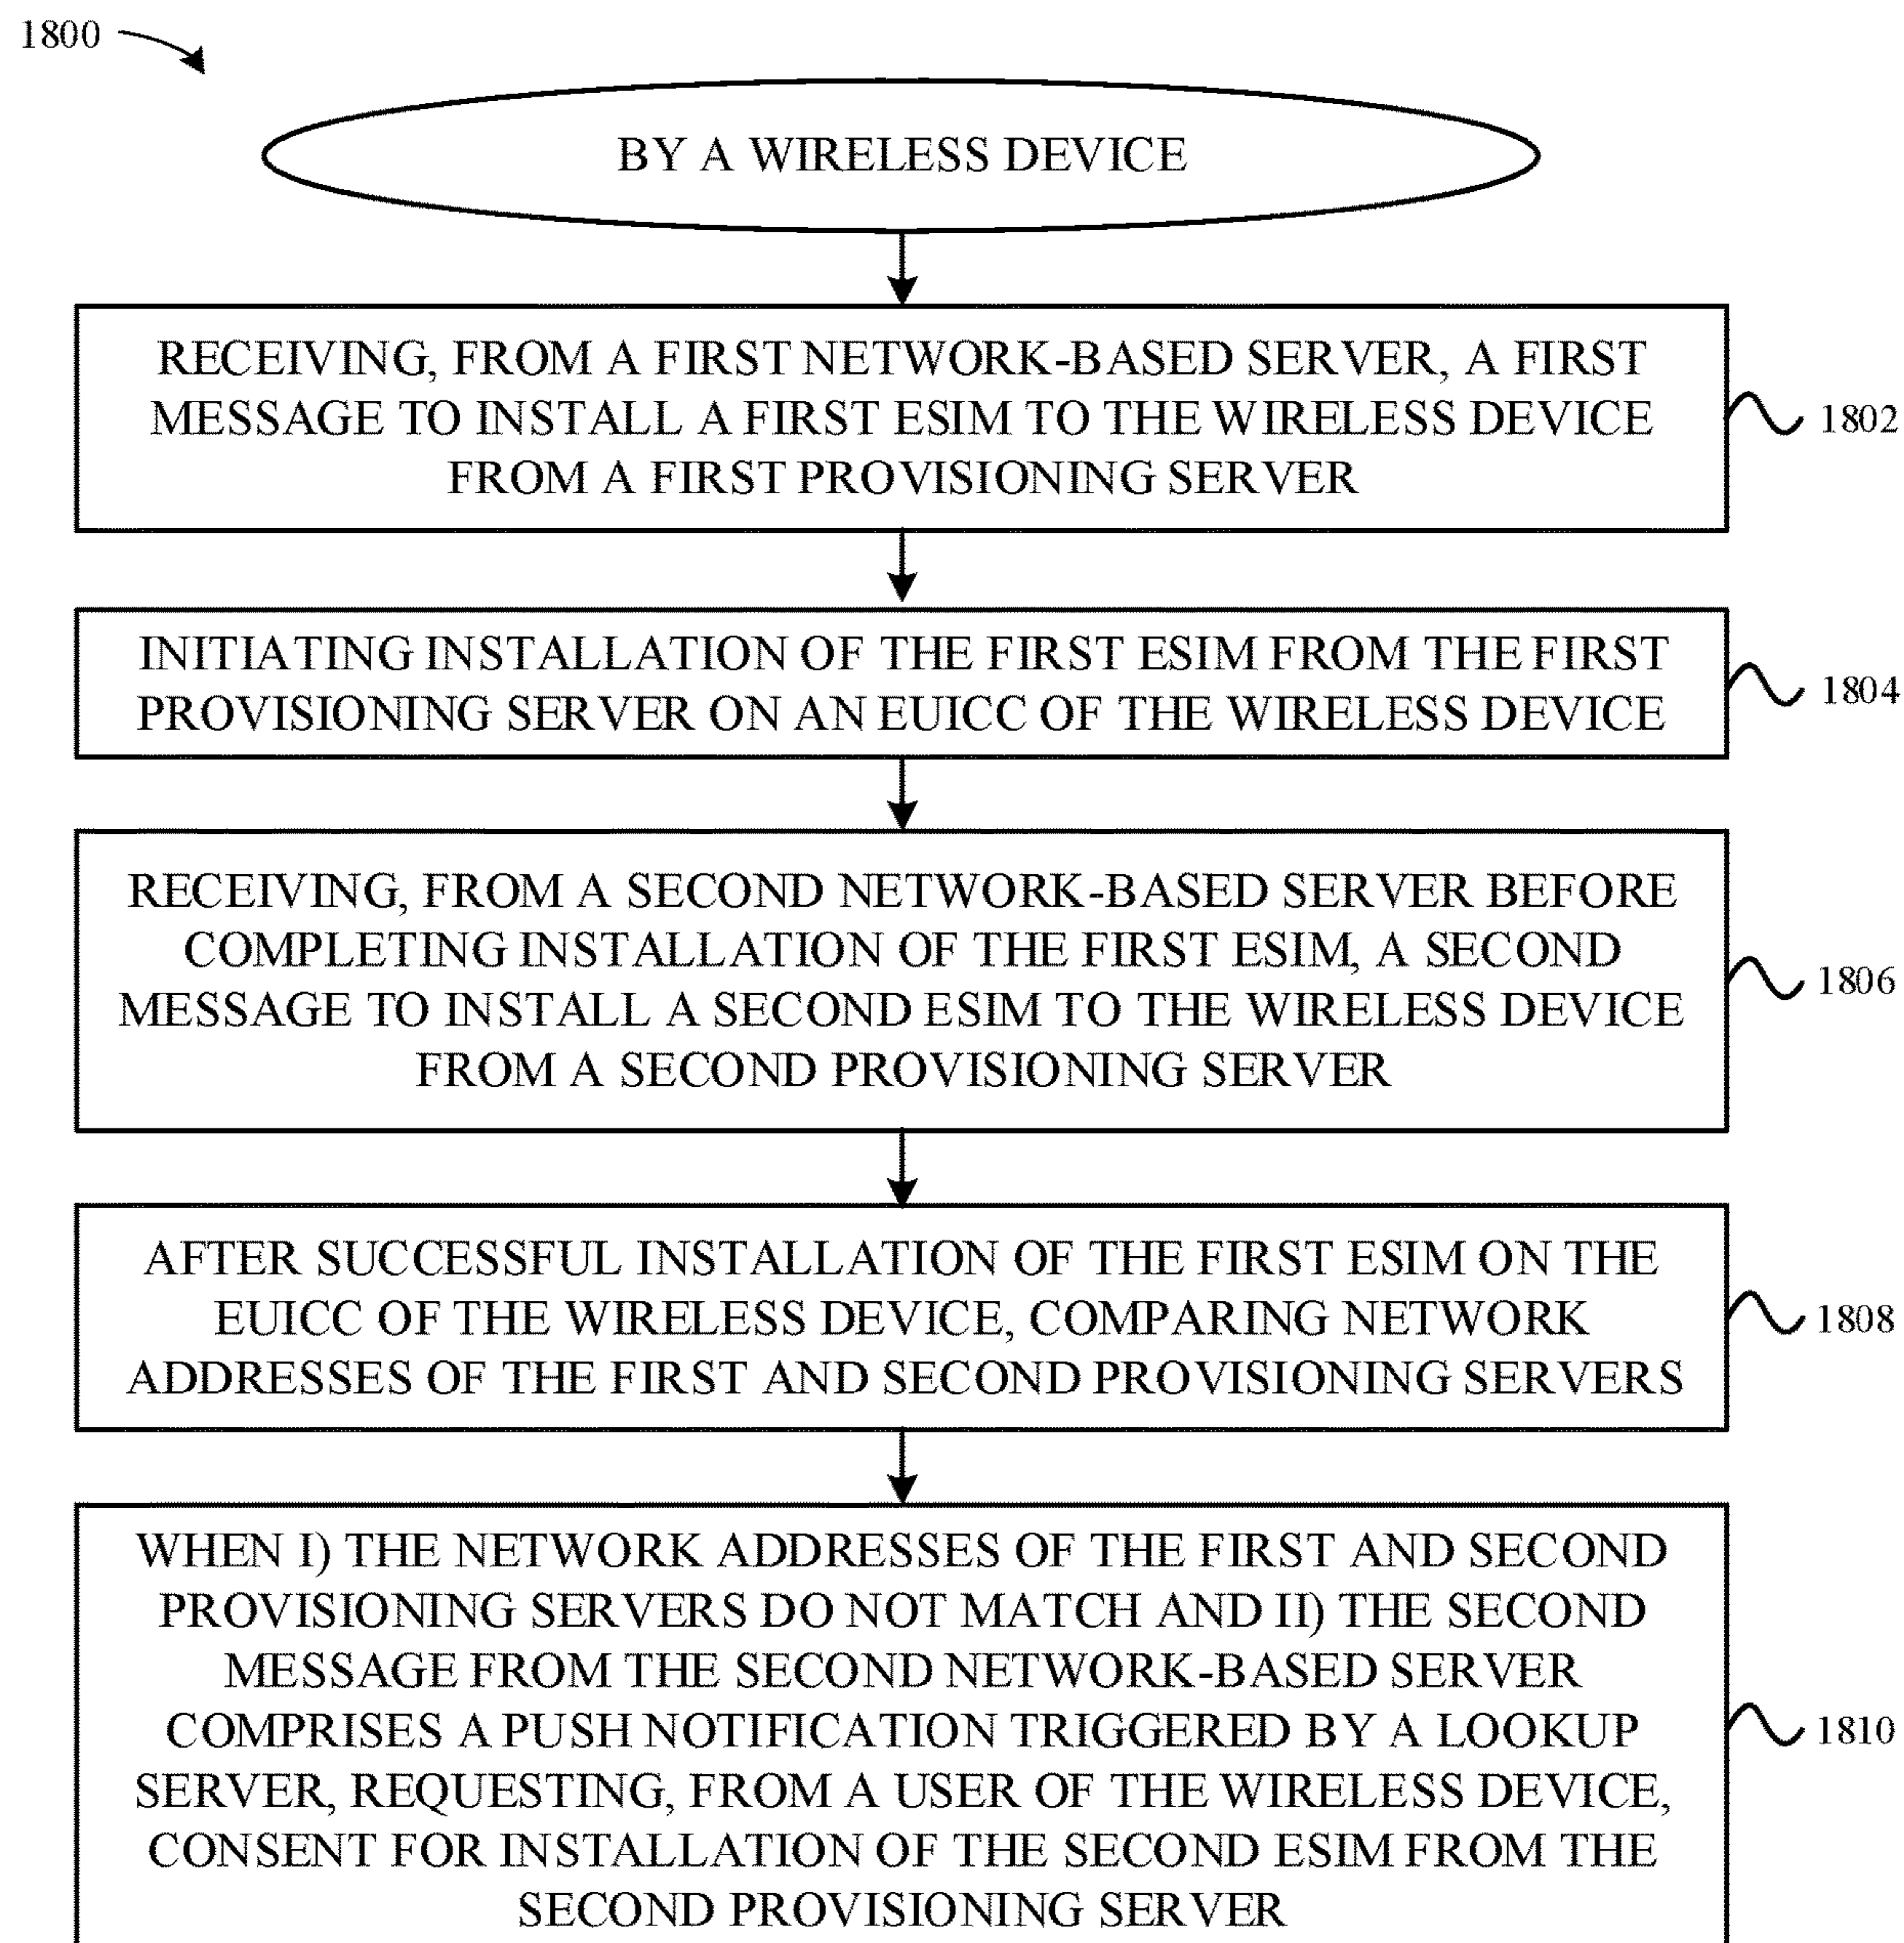 1800
BY A WIRELESS DEVICE
RECEIVING, FROM A FIRST NETWORK-BASED SERVER, A FIRST
MESSAGE TO INSTALL A FIRST ESIM TO THE WIRELESS DEVICE
FROM A FIRST PROVISIONING SERVER
1802
INITIATING INSTALLATION OF THE FIRST ESIM FROM THE FIRST
PROVISIONING SERVER ON AN EUICC OF THE WIRELESS DEVICE
1804
RECEIVING, FROM A SECOND NETWORK-BASED SERVER BEFORE
COMPLETING INSTALLATION OF THE FIRST ESIM, A SECOND
MESSAGE TO INSTALL A SECOND ESIM TO THE WIRELESS DEVICE
FROM A SECOND PROVISIONING SERVER
1806
AFTER SUCCESSFUL INSTALLATION OF THE FIRST ESIM ON THE
EUICC OF THE WIRELESS DEVICE, COMPARING NETWORK
ADDRESSES OF THE FIRST AND SECOND PROVISIONING SERVERS
1808
WHEN I) THE NETWORK ADDRESSES OF THE FIRST AND SECOND
PROVISIONING SERVERS DO NOT MATCH AND II) THE SECOND
MESSAGE FROM THE SECOND NETWORK-BASED SERVER
COMPRISES A PUSH NOTIFICATION TRIGGERED BY A LOOKUP
SERVER, REQUESTING, FROM A USER OF THE WIRELESS DEVICE,
CONSENT FOR INSTALLATION OF THE SECOND ESIM FROM THE
SECOND PROVISIONING SERVER
1810